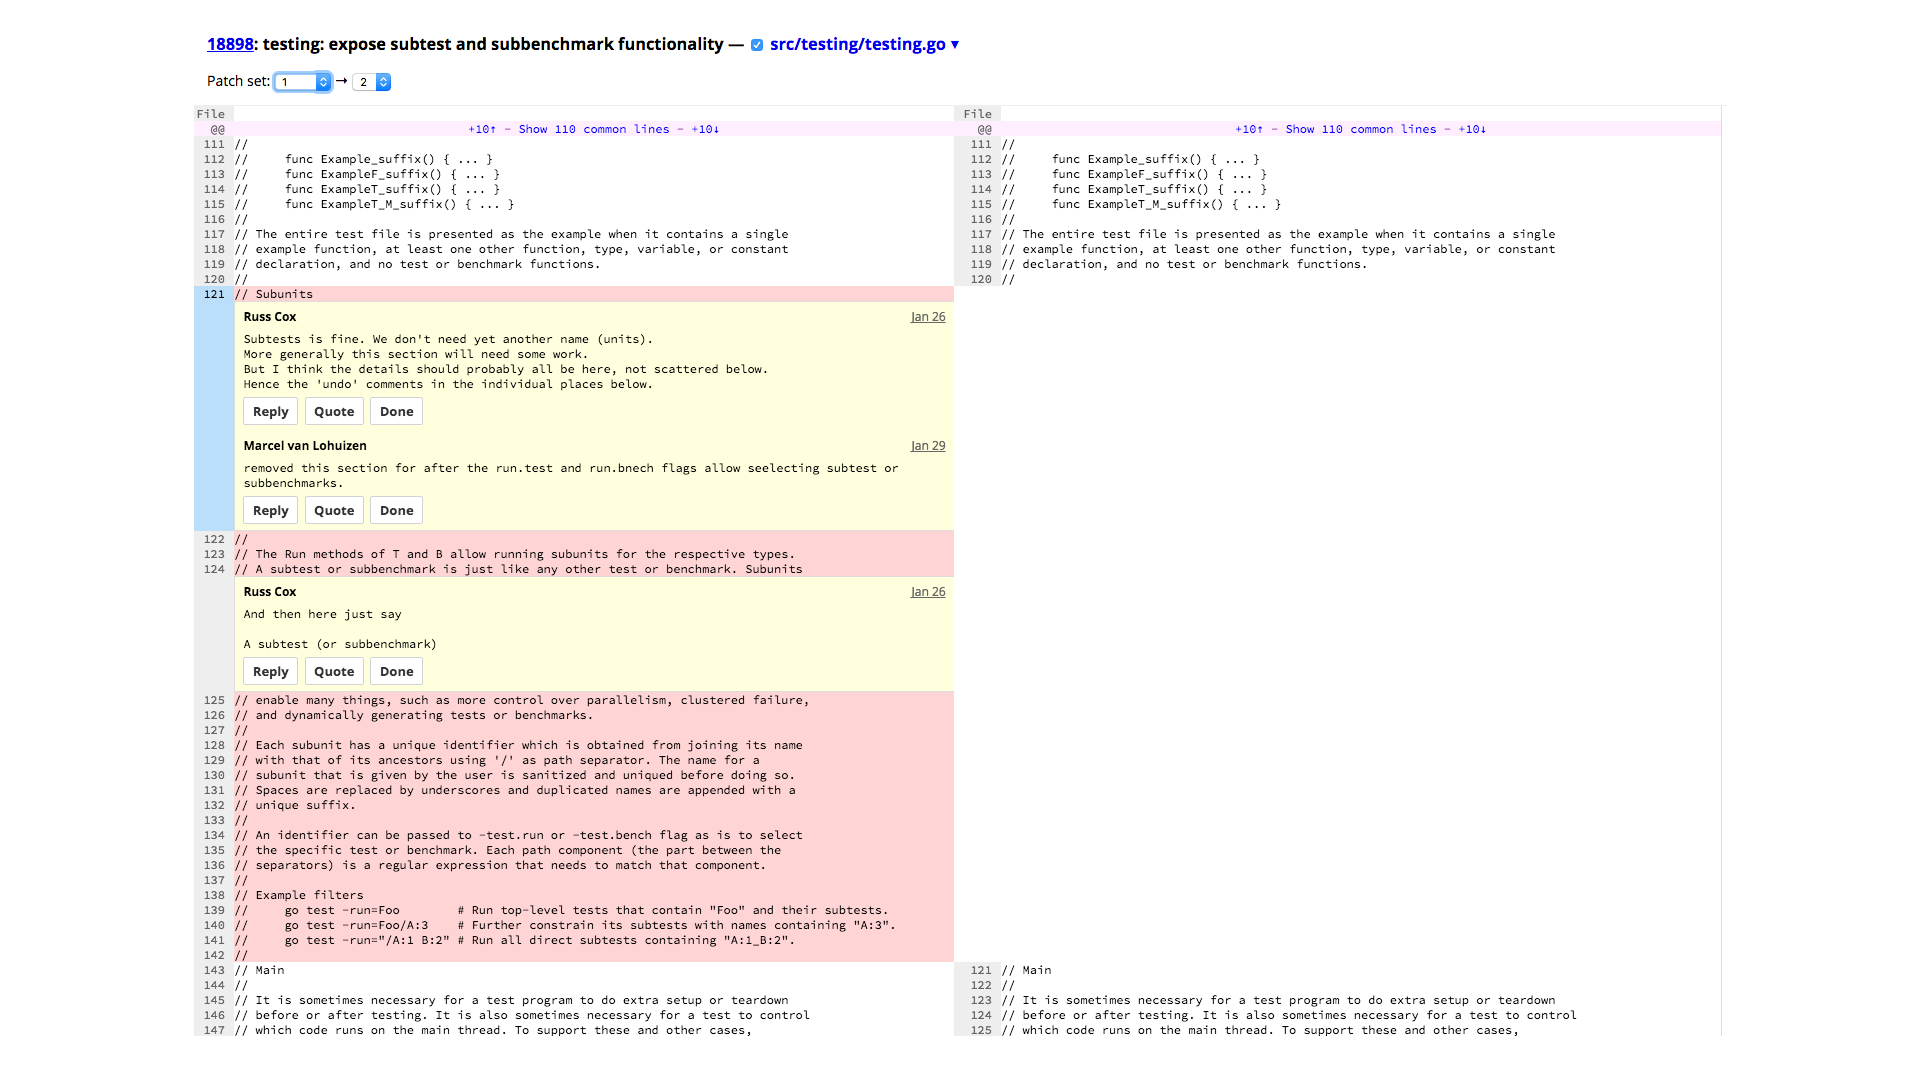 18898: testing: expose subtest and subbenchmark functionality — src/testing/testing.go ▾
Patch set: 1 → 2
File
@@ +10↑ - Show 110 common lines - +10↓
111 //
112 //     func Example_suffix() { ... }
113 //     func ExampleF_suffix() { ... }
114 //     func ExampleT_suffix() { ... }
115 //     func ExampleT_M_suffix() { ... }
116 //
117 // The entire test file is presented as the example when it contains a single
118 // example function, at least one other function, type, variable, or constant
119 // declaration, and no test or benchmark functions.
120 //
121 // Subunits
Russ Cox Jan 26
Subtests is fine. We don't need yet another name (units).
More generally this section will need some work.
But I think the details should probably all be here, not scattered below.
Hence the 'undo' comments in the individual places below.
Reply Quote Done
Marcel van Lohuizen Jan 29
removed this section for after the run.test and run.bnech flags allow seelecting subtest or
subbenchmarks.
Reply Quote Done
122 //
123 // The Run methods of T and B allow running subunits for the respective types.
124 // A subtest or subbenchmark is just like any other test or benchmark. Subunits
Russ Cox Jan 26
And then here just say
A subtest (or subbenchmark)
Reply Quote Done
125 // enable many things, such as more control over parallelism, clustered failure,
126 // and dynamically generating tests or benchmarks.
127 //
128 // Each subunit has a unique identifier which is obtained from joining its name
129 // with that of its ancestors using '/' as path separator. The name for a
130 // subunit that is given by the user is sanitized and uniqued before doing so.
131 // Spaces are replaced by underscores and duplicated names are appended with a
132 // unique suffix.
133 //
134 // An identifier can be passed to -test.run or -test.bench flag as is to select
135 // the specific test or benchmark. Each path component (the part between the
136 // separators) is a regular expression that needs to match that component.
137 //
138 // Example filters
139 //     go test -run=Foo        # Run top-level tests that contain "Foo" and their subtests.
140 //     go test -run=Foo/A:3    # Further constrain its subtests with names containing "A:3".
141 //     go test -run="/A:1 B:2" # Run all direct subtests containing "A:1_B:2".
142 //
143 // Main
144 //
145 // It is sometimes necessary for a test program to do extra setup or teardown
146 // before or after testing. It is also sometimes necessary for a test to control
147 // which code runs on the main thread. To support these and other cases,
File
@@ +10↑ - Show 110 common lines - +10↓
111 //
112 //     func Example_suffix() { ... }
113 //     func ExampleF_suffix() { ... }
114 //     func ExampleT_suffix() { ... }
115 //     func ExampleT_M_suffix() { ... }
116 //
117 // The entire test file is presented as the example when it contains a single
118 // example function, at least one other function, type, variable, or constant
119 // declaration, and no test or benchmark functions.
120 //
121 // Main
122 //
123 // It is sometimes necessary for a test program to do extra setup or teardown
124 // before or after testing. It is also sometimes necessary for a test to control
125 // which code runs on the main thread. To support these and other cases,